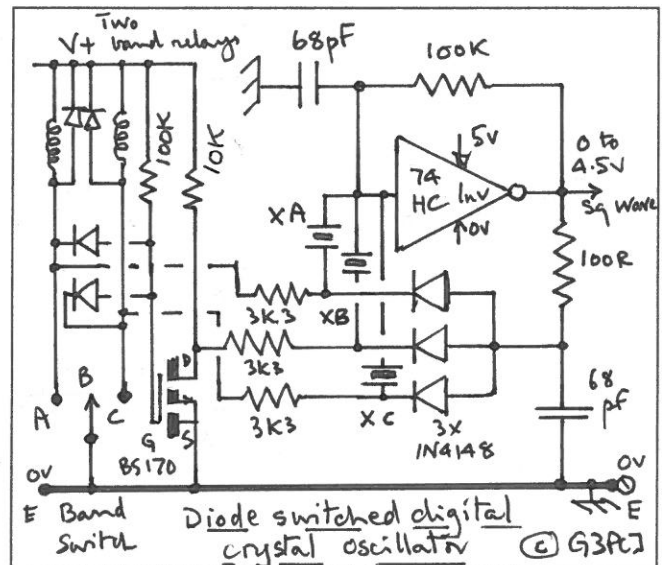 Two
V+ band relays
68pF
100K
100K
10K
5V
0 to
4.5V
74
HC Inv
Sq Wave
0V
XA
100R
3K3
XB
3K3
3K3
XC
3x
1N4148
68
pf
A
B
C
D
G
S
BS170
0V
E
Band
Switch
0V
E
Diode switched digital
crystal oscillator
© G3PCJ